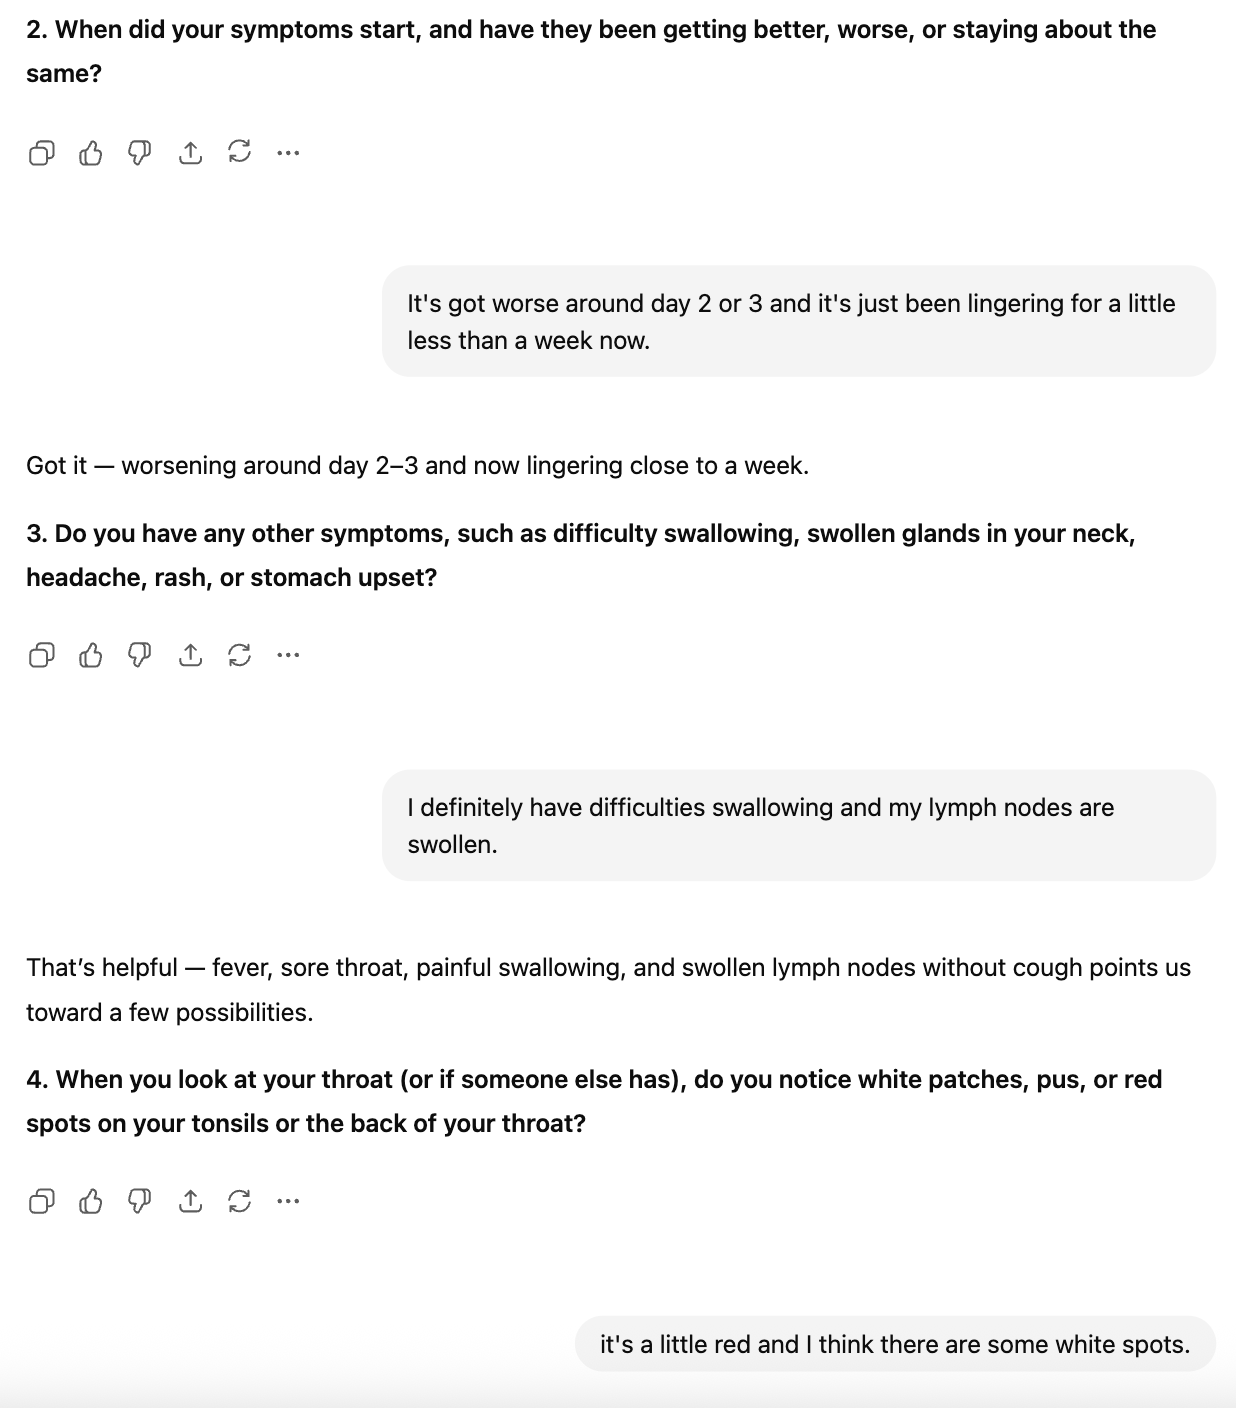 2. When did your symptoms start, and have they been getting better, worse, or staying about the
same?
It's got worse around day 2 or 3 and it's just been lingering for a little
less than a week now.
Got it — worsening around day 2–3 and now lingering close to a week.
3. Do you have any other symptoms, such as difficulty swallowing, swollen glands in your neck,
headache, rash, or stomach upset?
I definitely have difficulties swallowing and my lymph nodes are
swollen.
That’s helpful — fever, sore throat, painful swallowing, and swollen lymph nodes without cough points us
toward a few possibilities.
4. When you look at your throat (or if someone else has), do you notice white patches, pus, or red
spots on your tonsils or the back of your throat?
it's a little red and I think there are some white spots.